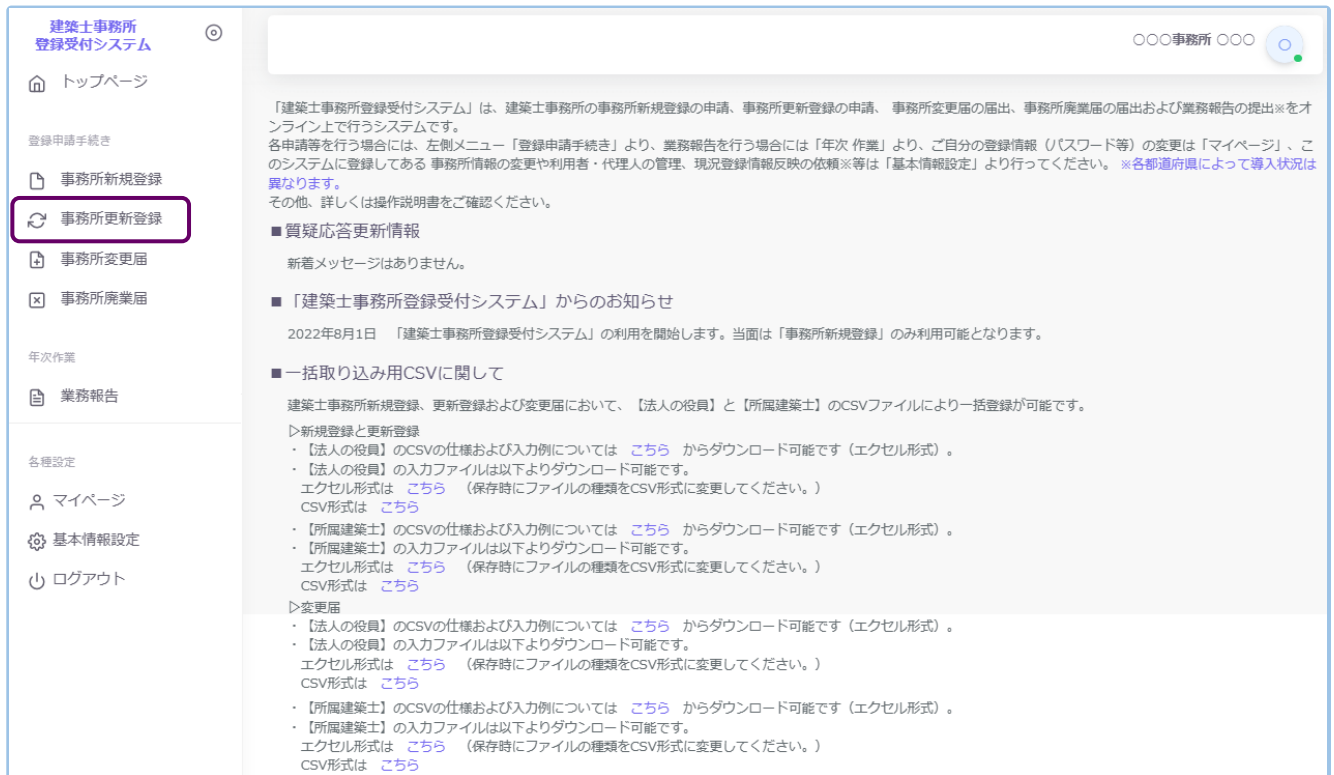 建築士事務所
登録受付システム
トップページ
登録申請手続き
事務所新規登録
事務所更新登録
事務所変更届
事務所廃業届
年次作業
業務報告
各種設定
マイページ
基本情報設定
ログアウト
○○○事務所 ○○○
○
「建築士事務所登録受付システム」は、建築士事務所の事務所新規登録の申請、事務所更新登録の申請、 事務所変更届の届出、事務所廃業届の届出および業務報告の提出※をオ
ンライン上で行うシステムです。
各申請等を行う場合には、左側メニュー「登録申請手続き」より、業務報告を行う場合には「年次 作業」より、ご自分の登録情報（パスワード等）の変更は「マイページ」、こ
のシステムに登録してある 事務所情報の変更や利用者・代理人の管理、現況登録情報反映の依頼※等は「基本情報設定」より行ってください。 ※各都道府県によって導入状況は
異なります。
その他、詳しくは操作説明書をご確認ください。
■質疑応答更新情報
新着メッセージはありません。
■「建築士事務所登録受付システム」からのお知らせ
2022年8月1日　「建築士事務所登録受付システム」の利用を開始します。当面は「事務所新規登録」のみ利用可能となります。
■一括取り込み用CSVに関して
建築士事務所新規登録、更新登録および変更届において、【法人の役員】と【所属建築士】のCSVファイルにより一括登録が可能です。
▷新規登録と更新登録
・【法人の役員】のCSVの仕様および入力例については　こちら　からダウンロード可能です（エクセル形式）。
・【法人の役員】の入力ファイルは以下よりダウンロード可能です。
エクセル形式は　こちら　（保存時にファイルの種類をCSV形式に変更してください。）
CSV形式は　こちら
・【所属建築士】のCSVの仕様および入力例については　こちら　からダウンロード可能です（エクセル形式）。
・【所属建築士】の入力ファイルは以下よりダウンロード可能です。
エクセル形式は　こちら　（保存時にファイルの種類をCSV形式に変更してください。）
CSV形式は　こちら
▷変更届
・【法人の役員】のCSVの仕様および入力例については　こちら　からダウンロード可能です（エクセル形式）。
・【法人の役員】の入力ファイルは以下よりダウンロード可能です。
エクセル形式は　こちら　（保存時にファイルの種類をCSV形式に変更してください。）
CSV形式は　こちら
・【所属建築士】のCSVの仕様および入力例については　こちら　からダウンロード可能です（エクセル形式）。
・【所属建築士】の入力ファイルは以下よりダウンロード可能です。
エクセル形式は　こちら　（保存時にファイルの種類をCSV形式に変更してください。）
CSV形式は　こちら